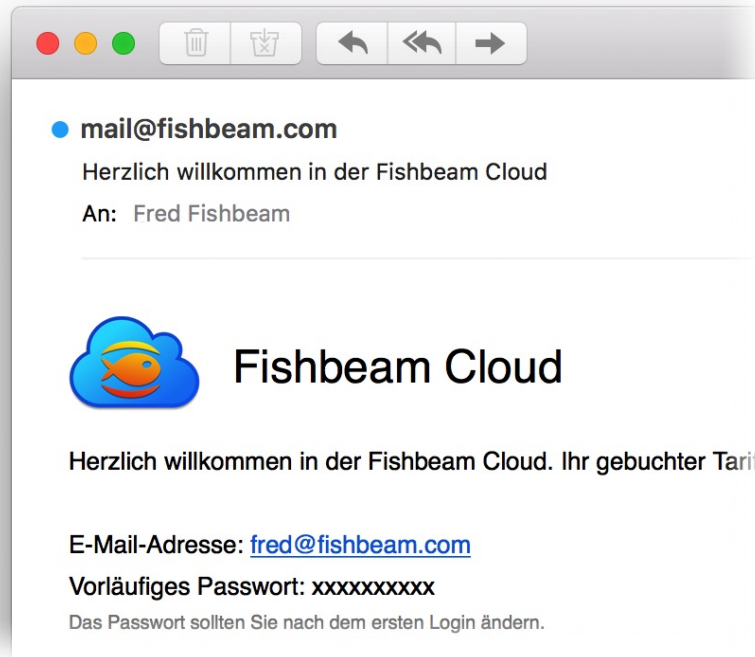 mail@fishbeam.com
Herzlich willkommen in der Fishbeam Cloud
An: Fred Fishbeam
Fishbeam Cloud
Herzlich willkommen in der Fishbeam Cloud. Ihr gebuchter Tarif
E-Mail-Adresse: fred@fishbeam.com
Vorläufiges Passwort: xxxxxxxxxx
Das Passwort sollten Sie nach dem ersten Login ändern.